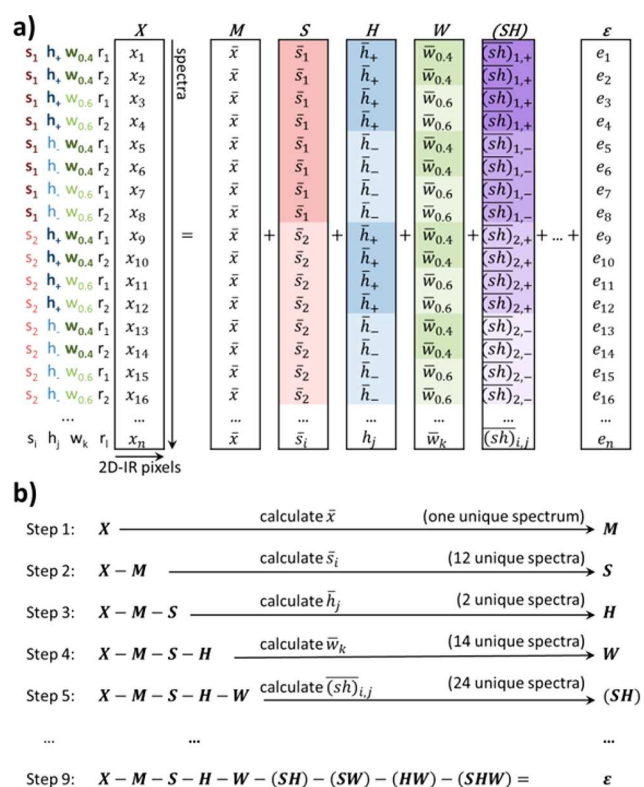 a)
X M S H W (SH) ε
spectra
s₁ h₊ w₀.₄ r₁ x₁ x̄ s̄₁ h̄₊ w̄₀.₄ (sh)̅₁,₊ e₁
s₁ h₊ w₀.₄ r₂ x₂ x̄ s̄₁ h̄₊ w̄₀.₄ (sh)̅₁,₊ e₂
s₁ h₊ w₀.₆ r₁ x₃ x̄ s̄₁ h̄₊ w̄₀.₆ (sh)̅₁,₊ e₃
s₁ h₊ w₀.₆ r₂ x₄ x̄ s̄₁ h̄₊ w̄₀.₆ (sh)̅₁,₊ e₄
s₁ h₋ w₀.₄ r₁ x₅ x̄ s̄₁ h̄₋ w̄₀.₄ (sh)̅₁,₋ e₅
s₁ h₋ w₀.₄ r₂ x₆ x̄ s̄₁ h̄₋ w̄₀.₄ (sh)̅₁,₋ e₆
s₁ h₋ w₀.₆ r₁ x₇ x̄ s̄₁ h̄₋ w̄₀.₆ (sh)̅₁,₋ e₇
s₁ h₋ w₀.₆ r₂ x₈ x̄ s̄₁ h̄₋ w̄₀.₆ (sh)̅₁,₋ e₈
s₂ h₊ w₀.₄ r₁ x₉ = x̄ + s̄₂ + h̄₊ + w̄₀.₄ + (sh)̅₂,₊ + ... + e₉
s₂ h₊ w₀.₄ r₂ x₁₀ x̄ s̄₂ h̄₊ w̄₀.₄ (sh)̅₂,₊ e₁₀
s₂ h₊ w₀.₆ r₁ x₁₁ x̄ s̄₂ h̄₊ w̄₀.₆ (sh)̅₂,₊ e₁₁
s₂ h₊ w₀.₆ r₂ x₁₂ x̄ s̄₂ h̄₊ w̄₀.₆ (sh)̅₂,₊ e₁₂
s₂ h₋ w₀.₄ r₁ x₁₃ x̄ s̄₂ h̄₋ w̄₀.₄ (sh)̅₂,₋ e₁₃
s₂ h₋ w₀.₄ r₂ x₁₄ x̄ s̄₂ h̄₋ w̄₀.₄ (sh)̅₂,₋ e₁₄
s₂ h₋ w₀.₆ r₁ x₁₅ x̄ s̄₂ h̄₋ w̄₀.₆ (sh)̅₂,₋ e₁₅
s₂ h₋ w₀.₆ r₂ x₁₆ x̄ s̄₂ h̄₋ w̄₀.₆ (sh)̅₂,₋ e₁₆
... ... ... ... ... ... ... ...
sᵢ hⱼ wₖ rₗ xₙ x̄ s̄ᵢ hⱼ w̄ₖ (sh)̅ᵢ,ⱼ eₙ
2D-IR pixels
b)
Step 1: X calculate x̄ (one unique spectrum) M
Step 2: X − M calculate s̄ᵢ (12 unique spectra) S
Step 3: X − M − S calculate h̄ⱼ (2 unique spectra) H
Step 4: X − M − S − H calculate w̄ₖ (14 unique spectra) W
Step 5: X − M − S − H − W calculate (sh)̅ᵢ,ⱼ (24 unique spectra) (SH)
... ... ...
Step 9: X − M − S − H − W − (SH) − (SW) − (HW) − (SHW) = ε